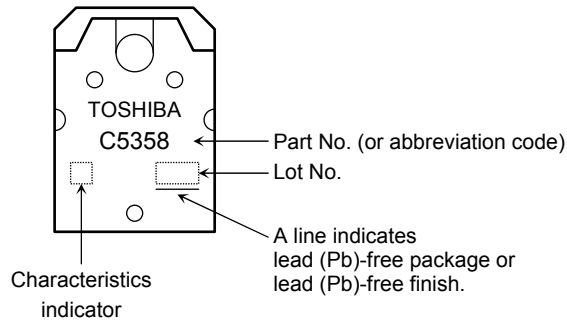 TOSHIBA
C5358
Part No. (or abbreviation code)
Lot No.
A line indicates
lead (Pb)-free package or
lead (Pb)-free finish.
Characteristics
indicator